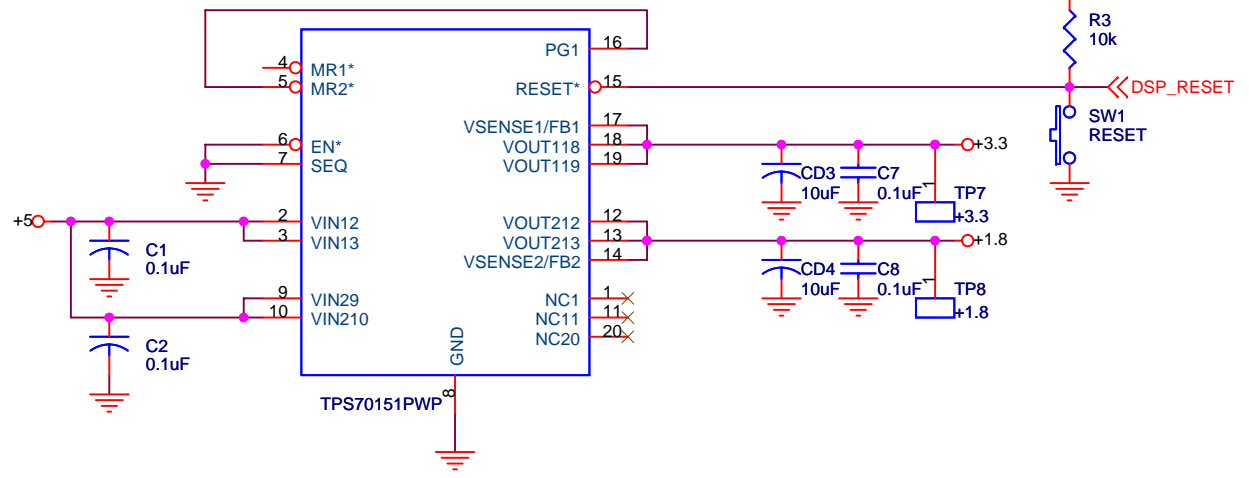 R3
10k
16
PG1
4
MR1*
5
MR2*
RESET*
15
DSP_RESET
SW1
RESET
17
VSENSE1/FB1
18
VOUT118
19
VOUT119
+3.3
6
EN*
7
SEQ
CD3
10uF
C7
0.1uF
1
TP7
+3.3
+5
2
VIN12
3
VIN13
C1
0.1uF
12
VOUT212
13
VOUT213
14
VSENSE2/FB2
+1.8
CD4
10uF
C8
0.1uF
1
TP8
+1.8
9
VIN29
10
VIN210
C2
0.1uF
1
NC1
11
NC11
20
NC20
GND
8
TPS70151PWP